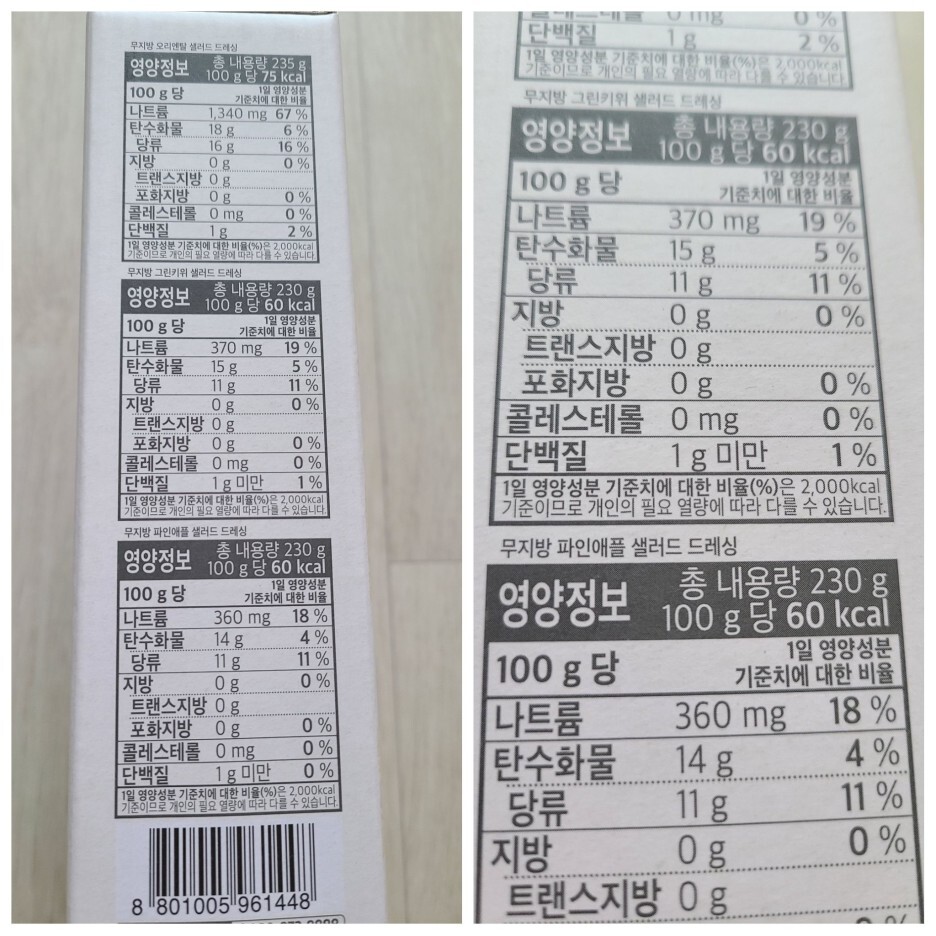 무지방 오리엔탈 샐러드 드레싱
영양정보 총 내용량 235 g
100 g 당 75 kcal
100 g 당 1일 영양성분
기준치에 대한 비율
나트륨 1,340 mg 67 %
탄수화물 18 g 6 %
당류 16 g 16 %
지방 0 g 0 %
트랜스지방 0 g
포화지방 0 g 0 %
콜레스테롤 0 mg 0 %
단백질 1 g 2 %
1일 영양성분 기준치에 대한 비율(%)은 2,000kcal
기준이므로 개인의 필요 열량에 따라 다를 수 있습니다.
무지방 그린키위 샐러드 드레싱
영양정보 총 내용량 230 g
100 g 당 60 kcal
100 g 당 1일 영양성분
기준치에 대한 비율
나트륨 370 mg 19 %
탄수화물 15 g 5 %
당류 11 g 11 %
지방 0 g 0 %
트랜스지방 0 g
포화지방 0 g 0 %
콜레스테롤 0 mg 0 %
단백질 1 g 미만 1 %
1일 영양성분 기준치에 대한 비율(%)은 2,000kcal
기준이므로 개인의 필요 열량에 따라 다를 수 있습니다.
무지방 파인애플 샐러드 드레싱
영양정보 총 내용량 230 g
100 g 당 60 kcal
100 g 당 1일 영양성분
기준치에 대한 비율
나트륨 360 mg 18 %
탄수화물 14 g 4 %
당류 11 g 11 %
지방 0 g 0 %
트랜스지방 0 g
포화지방 0 g 0 %
콜레스테롤 0 mg 0 %
단백질 1 g 미만 0 %
1일 영양성분 기준치에 대한 비율(%)은 2,000kcal
기준이므로 개인의 필요 열량에 따라 다를 수 있습니다.
8 801005 961448
0 mg 0 %
단백질 1 g 2 %
1일 영양성분 기준치에 대한 비율(%)은 2,000kcal
기준이므로 개인의 필요 열량에 따라 다를 수 있습니다.
무지방 그린키위 샐러드 드레싱
영양정보 총 내용량 230 g
100 g 당 60 kcal
100 g 당 1일 영양성분
기준치에 대한 비율
나트륨 370 mg 19 %
탄수화물 15 g 5 %
당류 11 g 11 %
지방 0 g 0 %
트랜스지방 0 g
포화지방 0 g 0 %
콜레스테롤 0 mg 0 %
단백질 1 g 미만 1 %
1일 영양성분 기준치에 대한 비율(%)은 2,000kcal
기준이므로 개인의 필요 열량에 따라 다를 수 있습니다.
무지방 파인애플 샐러드 드레싱
영양정보 총 내용량 230 g
100 g 당 60 kcal
100 g 당 1일 영양성분
기준치에 대한 비율
나트륨 360 mg 18 %
탄수화물 14 g 4 %
당류 11 g 11 %
지방 0 g 0 %
트랜스지방 0 g